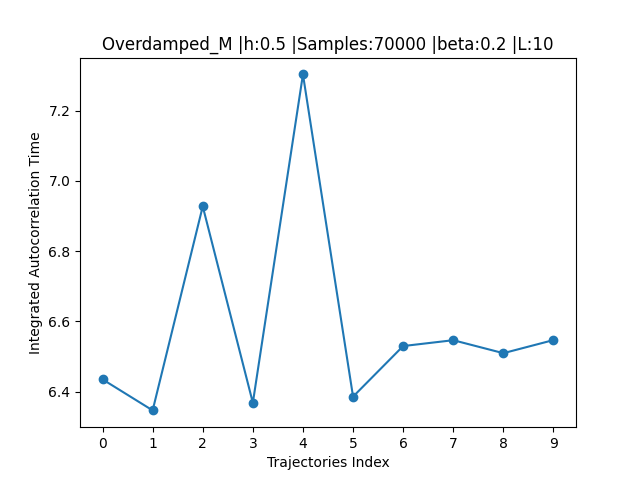 Overdamped_M |h:0.5 |Samples:70000 |beta:0.2 |L:10
Integrated Autocorrelation Time
7.2
7.0
6.8
6.6
6.4
0 1 2 3 4 5 6 7 8 9
Trajectories Index